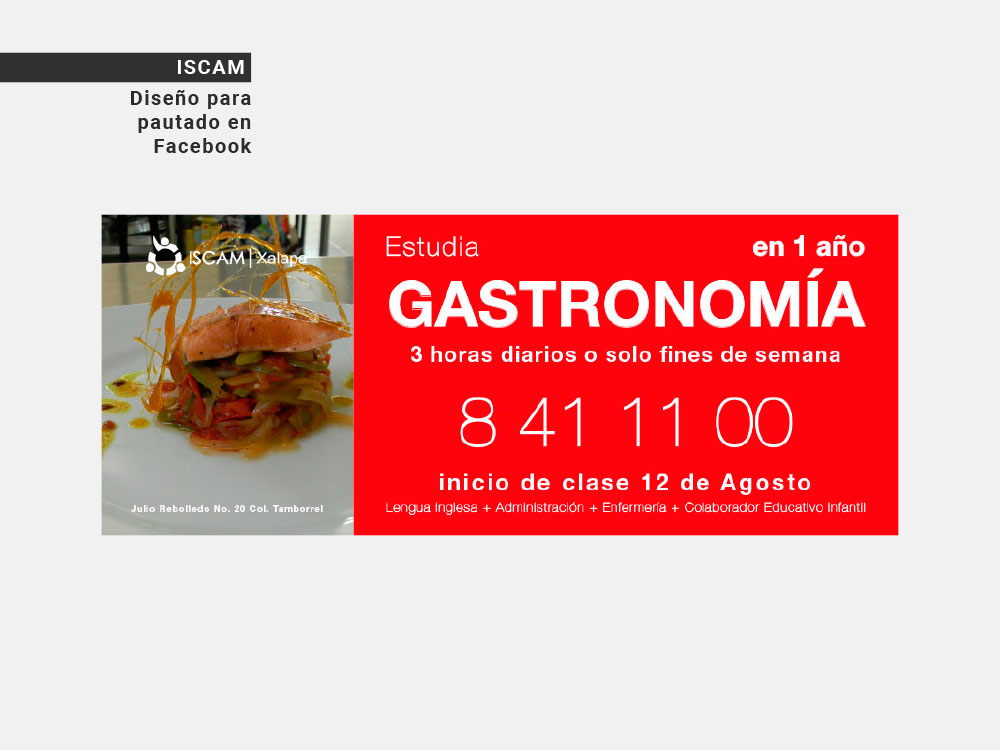 ISCAM
Diseño para
pautado en
Facebook
ISCAM | Xalapa
Julio Rebolledo No. 20 Col. Tamborrel
Estudia en 1 año
GASTRONOMÍA
3 horas diarios o solo fines de semana
8 41 11 00
inicio de clase 12 de Agosto
Lengua Inglesa + Administración + Enfermería + Colaborador Educativo Infantil